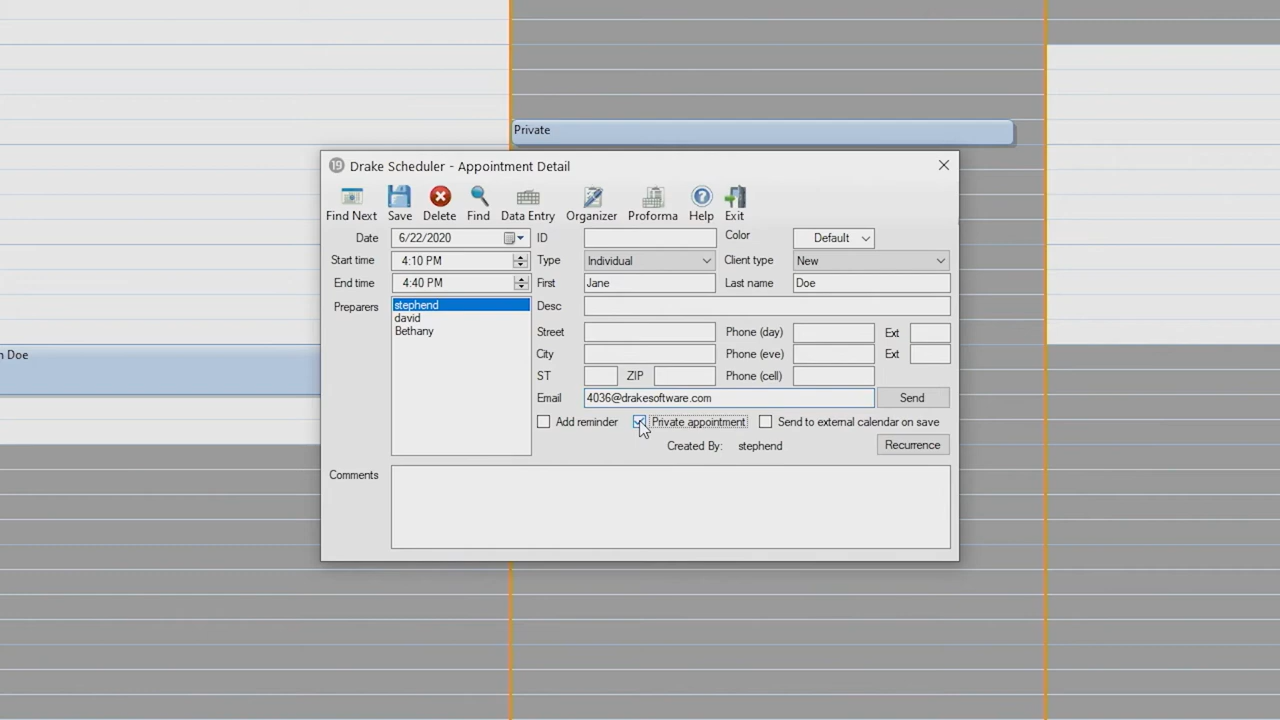 Private
19 Drake Scheduler - Appointment Detail
Find Next Save Delete Find Data Entry Organizer Proforma Help Exit
Date 6/22/2020 ID Color Default
Start time 4:10 PM Type Individual Client type New
End time 4:40 PM First Jane Last name Doe
Preparers stephend Desc
david
Bethany
Street Phone (day) Ext
Doe
City Phone (eve) Ext
ST ZIP Phone (cell)
Email 4036@drakesoftware.com Send
Add reminder Private appointment Send to external calendar on save
Created By: stephend Recurrence
Comments